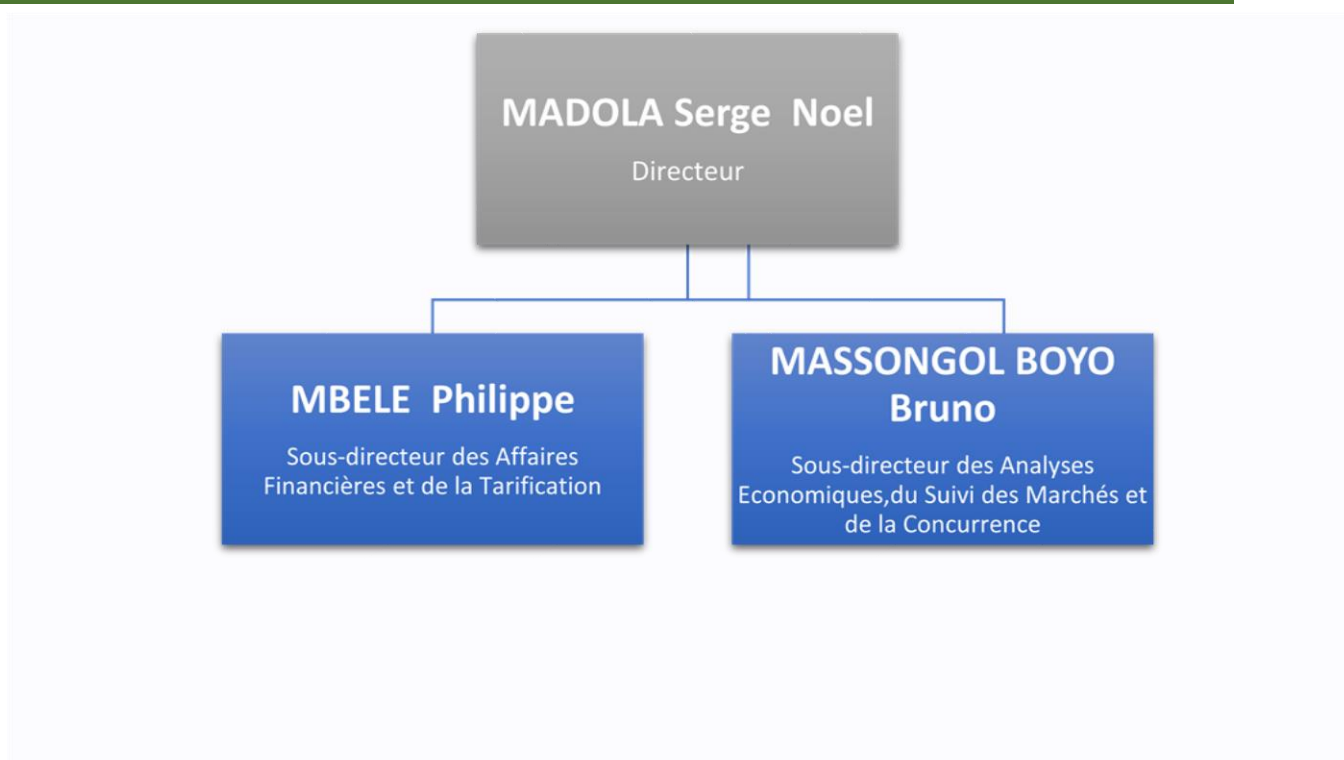 MADOLA Serge  Noel
Directeur
MBELE  Philippe
Sous-directeur des Affaires
Financières et de la Tarification
MASSONGOL BOYO
Bruno
Sous-directeur des Analyses
Economiques,du Suivi des Marchés et
de la Concurrence